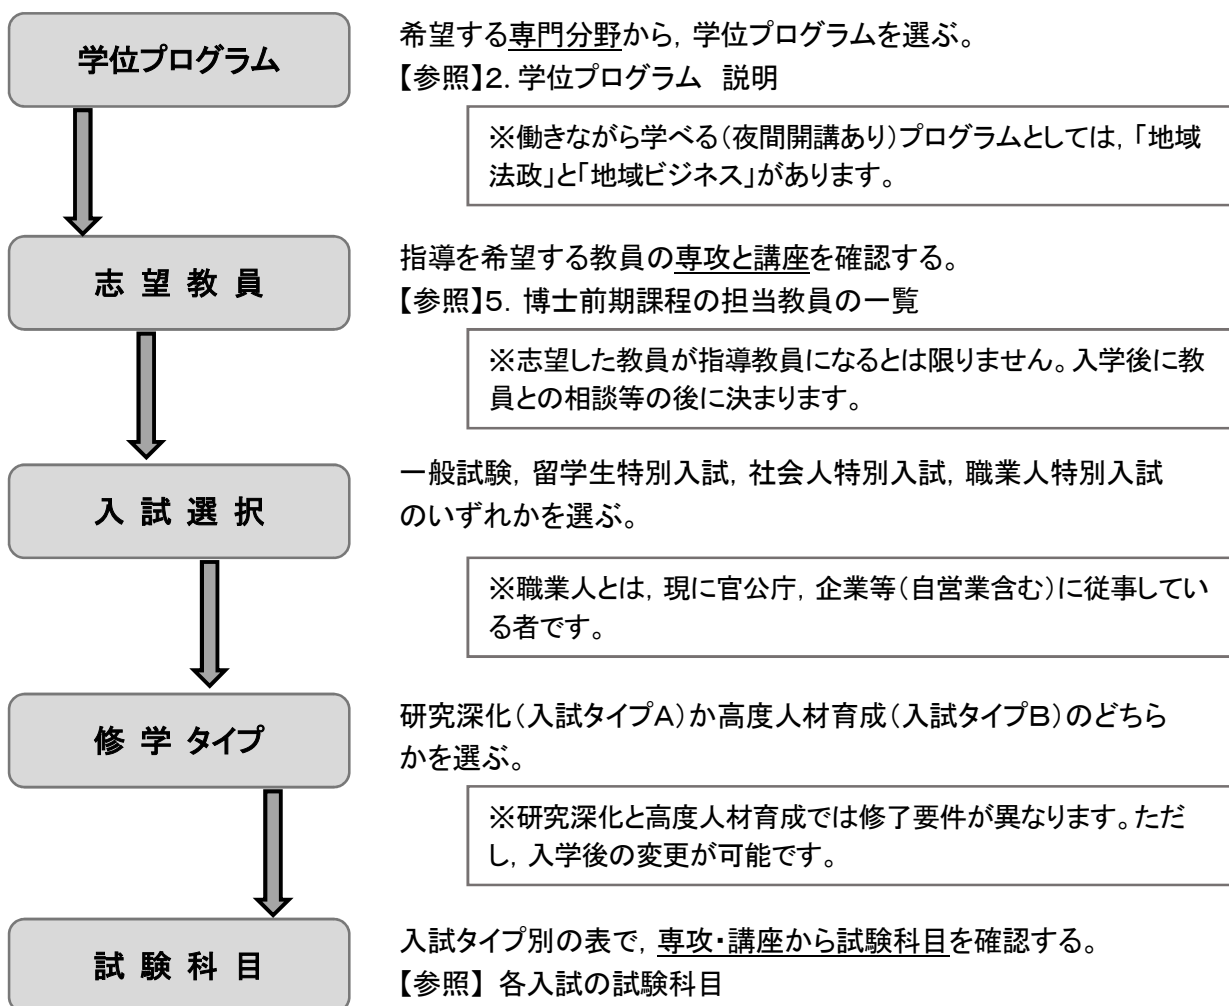 学位プログラム
希望する専門分野から，学位プログラムを選ぶ。
【参照】２．学位プログラム　説明
※働きながら学べる（夜間開講あり）プログラムとしては，「地域
法政」と「地域ビジネス」があります。
志 望 教 員
指導を希望する教員の専攻と講座を確認する。
【参照】５．博士前期課程の担当教員の一覧
※志望した教員が指導教員になるとは限りません。入学後に教
員との相談等の後に決まります。
入 試 選 択
一般試験，留学生特別入試，社会人特別入試，職業人特別入試
のいずれかを選ぶ。
※職業人とは，現に官公庁，企業等（自営業含む）に従事してい
る者です。
修 学 タイプ
研究深化（入試タイプＡ）か高度人材育成（入試タイプＢ）のどちら
かを選ぶ。
※研究深化と高度人材育成では修了要件が異なります。ただ
し，入学後の変更が可能です。
試 験 科 目
入試タイプ別の表で，専攻・講座から試験科目を確認する。
【参照】 各入試の試験科目